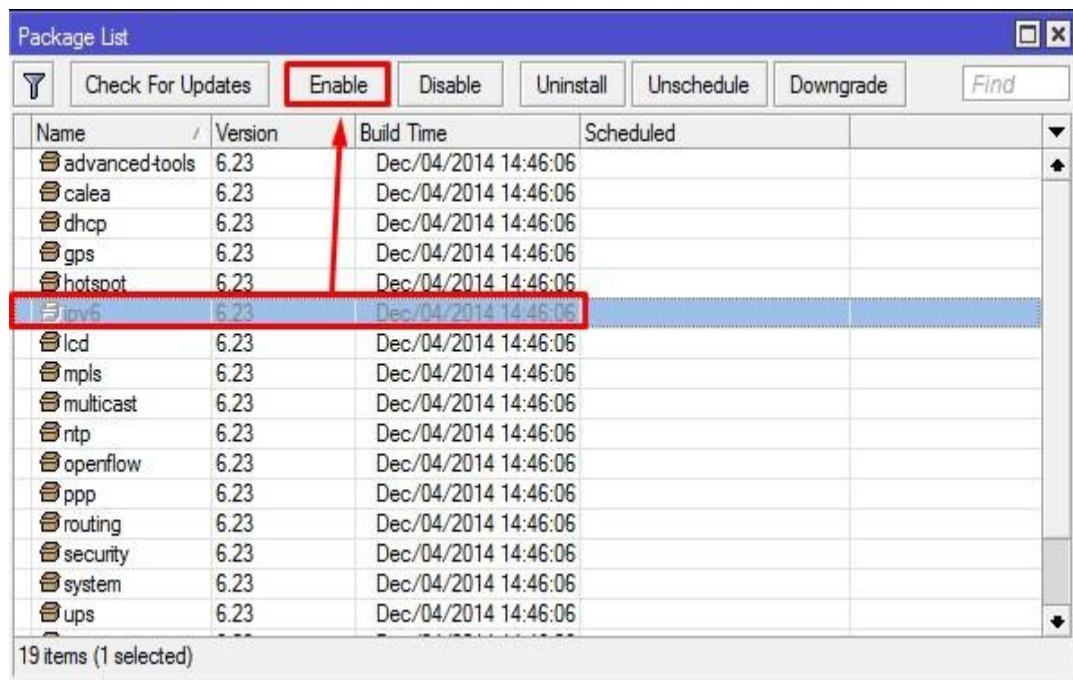 Package List
Check For Updates Enable Disable Uninstall Unschedule Downgrade Find
Name / Version Build Time Scheduled
advanced-tools 6.23 Dec/04/2014 14:46:06
calea 6.23 Dec/04/2014 14:46:06
dhcp 6.23 Dec/04/2014 14:46:06
gps 6.23 Dec/04/2014 14:46:06
hotspot 6.23 Dec/04/2014 14:46:06
ipv6 6.23 Dec/04/2014 14:46:06
lcd 6.23 Dec/04/2014 14:46:06
mpls 6.23 Dec/04/2014 14:46:06
multicast 6.23 Dec/04/2014 14:46:06
ntp 6.23 Dec/04/2014 14:46:06
openflow 6.23 Dec/04/2014 14:46:06
ppp 6.23 Dec/04/2014 14:46:06
routing 6.23 Dec/04/2014 14:46:06
security 6.23 Dec/04/2014 14:46:06
system 6.23 Dec/04/2014 14:46:06
ups 6.23 Dec/04/2014 14:46:06
19 items (1 selected)